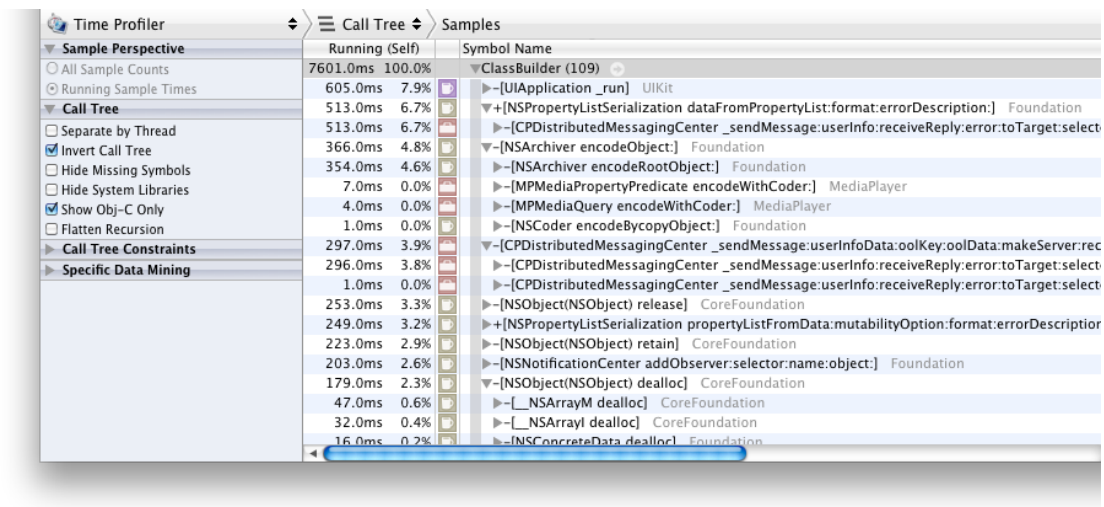 Time Profiler Call Tree Samples
Sample Perspective
All Sample Counts
Running Sample Times
Call Tree
Separate by Thread
Invert Call Tree
Hide Missing Symbols
Hide System Libraries
Show Obj-C Only
Flatten Recursion
Call Tree Constraints
Specific Data Mining
Running (Self) Symbol Name
7601.0ms 100.0% ClassBuilder (109)
605.0ms 7.9% -[UIApplication _run] UIKit
513.0ms 6.7% +[NSPropertyListSerialization dataFromPropertyList:format:errorDescription:] Foundation
513.0ms 6.7% -[CPDistributedMessagingCenter _sendMessage:userInfo:receiveReply:error:toTarget:select
366.0ms 4.8% -[NSArchiver encodeObject:] Foundation
354.0ms 4.6% -[NSArchiver encodeRootObject:] Foundation
7.0ms 0.0% -[MPMediaPropertyPredicate encodeWithCoder:] MediaPlayer
4.0ms 0.0% -[MPMediaQuery encodeWithCoder:] MediaPlayer
1.0ms 0.0% -[NSCoder encodeBycopyObject:] Foundation
297.0ms 3.9% -[CPDistributedMessagingCenter _sendMessage:userInfoData:oolKey:oolData:makeServer:rec
296.0ms 3.8% -[CPDistributedMessagingCenter _sendMessage:userInfo:receiveReply:error:toTarget:select
1.0ms 0.0% -[CPDistributedMessagingCenter _sendMessage:userInfo:receiveReply:error:toTarget:select
253.0ms 3.3% -[NSObject(NSObject) release] CoreFoundation
249.0ms 3.2% +[NSPropertyListSerialization propertyListFromData:mutabilityOption:format:errorDescription
223.0ms 2.9% -[NSObject(NSObject) retain] CoreFoundation
203.0ms 2.6% -[NSNotificationCenter addObserver:selector:name:object:] Foundation
179.0ms 2.3% -[NSObject(NSObject) dealloc] CoreFoundation
47.0ms 0.6% -[__NSArrayM dealloc] CoreFoundation
32.0ms 0.4% -[__NSArrayI dealloc] CoreFoundation
16.0ms 0.2% -[NSConcreteData dealloc] Foundation